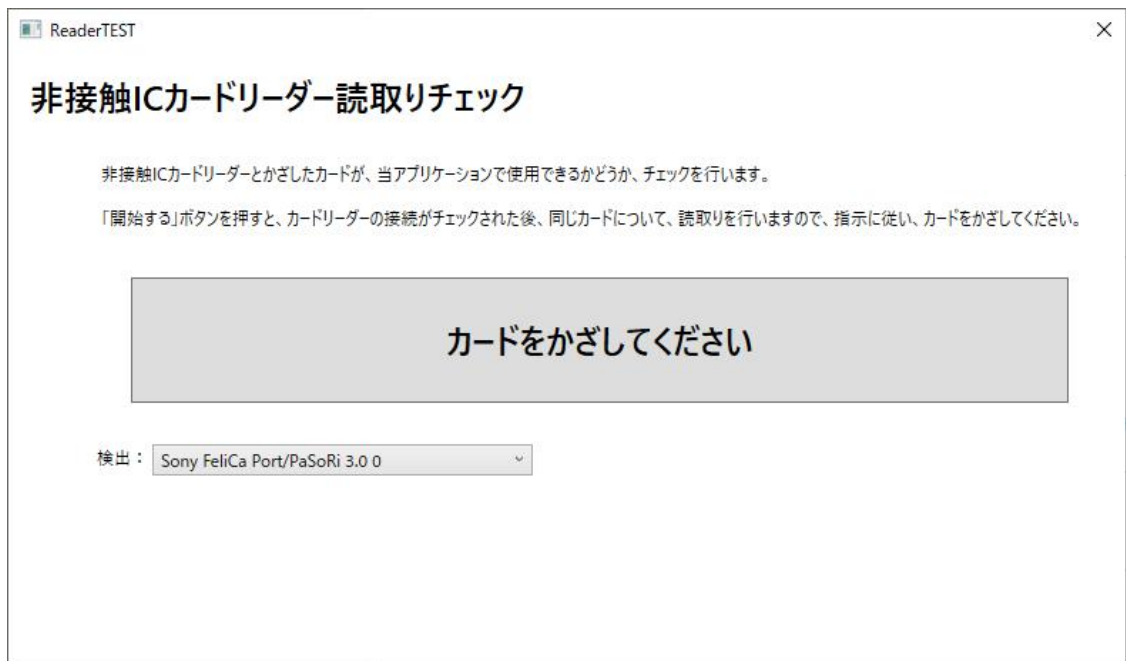 ReaderTEST
非接触ICカードリーダー読取りチェック
非接触ICカードリーダーとかざしたカードが、当アプリケーションで使用できるかどうか、チェックを行います。
「開始する」ボタンを押すと、カードリーダーの接続がチェックされた後、同じカードについて、読取りを行いますので、指示に従い、カードをかざしてください。
カードをかざしてください
検出： Sony FeliCa Port/PaSoRi 3.0 0